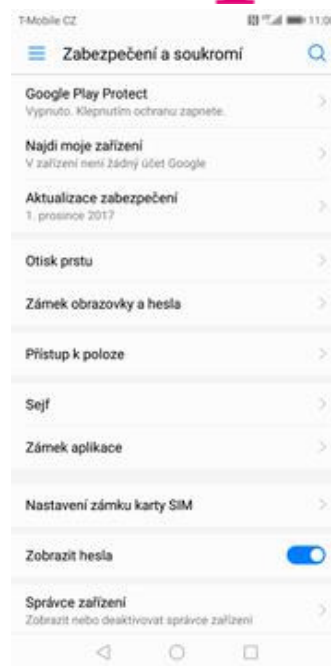 T-Mobile CZ
11:00
Zabezpečení a soukromí
Google Play Protect
Vypnuto. Klepnutím ochranu zapnete.
Najdi moje zařízení
V zařízení není žádný účet Google
Aktualizace zabezpečení
1. prosince 2017
Otisk prstu
Zámek obrazovky a hesla
Přístup k poloze
Sejf
Zámek aplikace
Nastavení zámku karty SIM
Zobrazit hesla
Správce zařízení
Zobrazit nebo deaktivovat správce zařízení